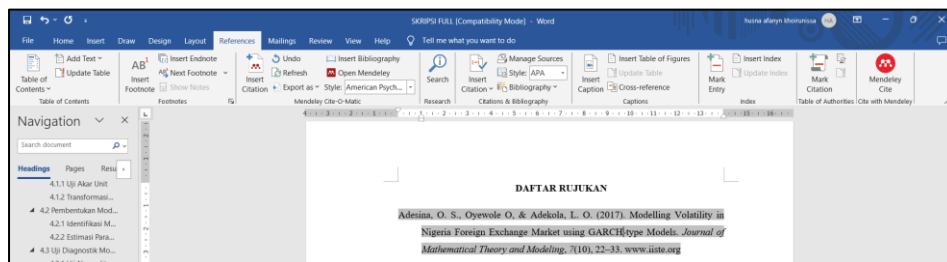 SKRIPSI FULL [Compatibility Mode] - Word
husna afanyn khoirunissa
HA
File Home Insert Draw Design Layout References Mailings Review View Help Tell me what you want to do
Table of Contents
Add Text
Update Table
Table of Contents
AB1
Insert Footnote
Insert Endnote
Next Footnote
Show Notes
Footnotes
Insert Citation
Undo
Refresh
Export as
Insert Bibliography
Open Mendeley
Style: American Psych...
Mendeley Cite-O-Matic
Search
Research
Insert Citation
Manage Sources
Style: APA
Bibliography
Citations & Bibliography
Insert Caption
Insert Table of Figures
Update Table
Cross-reference
Captions
Mark Entry
Insert Index
Update Index
Index
Mark Citation
Table of Authorities
Mendeley Cite
Cite with Mendeley
Navigation
Search document
Headings Pages Resu
4.1.1 Uji Akar Unit
4.1.2 Transformasi...
4.2 Pembentukan Mod...
4.2.1 Identifikasi M...
4.2.2 Estimasi Para...
4.3 Uji Diagnostik Mo...
DAFTAR RUJUKAN
Adesina, O. S., Oyewole O, & Adekola, L. O. (2017). Modelling Volatility in
Nigeria Foreign Exchange Market using GARCH-type Models. Journal of
Mathematical Theory and Modeling, 7(10), 22–33. www.iiste.org